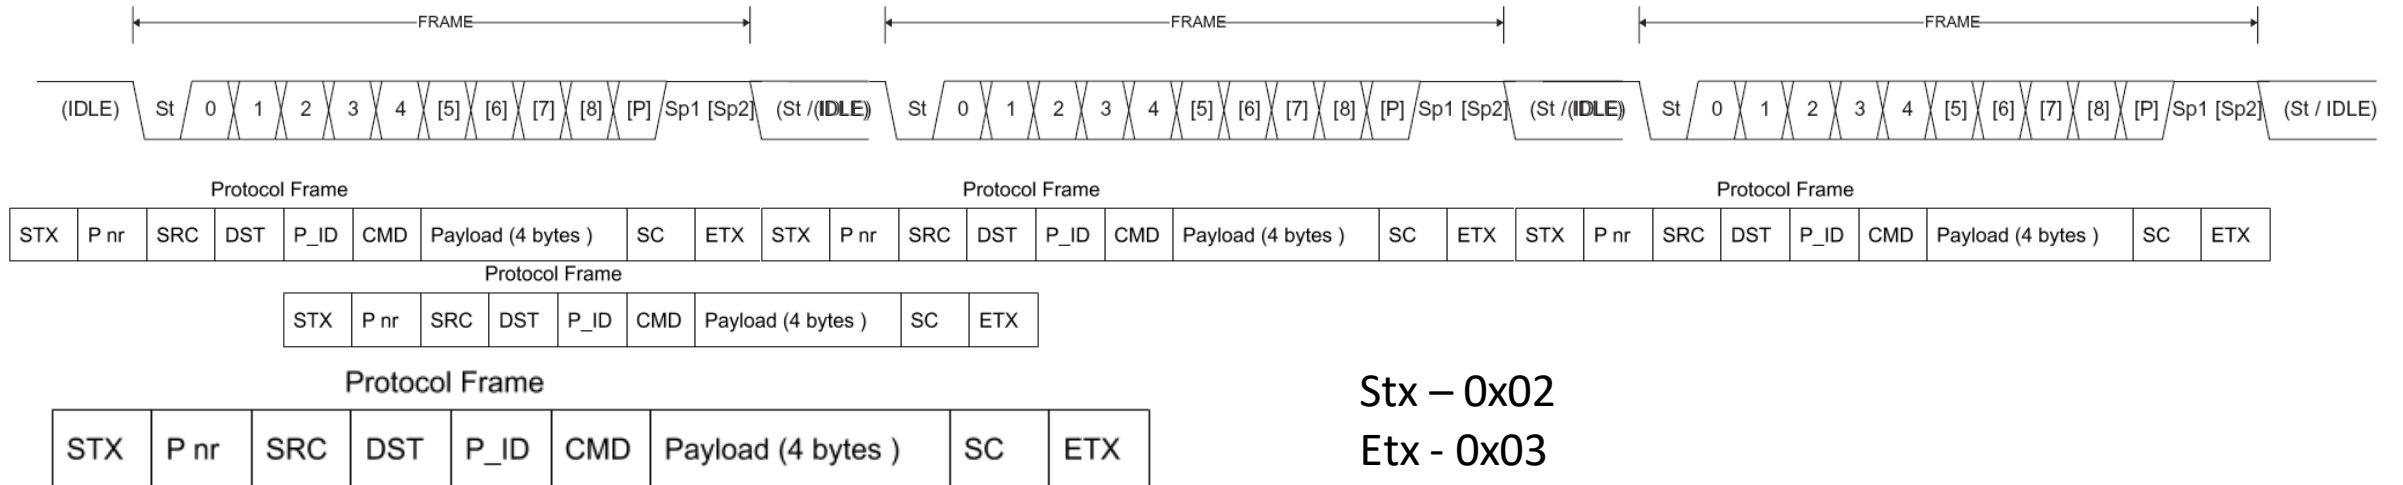 FRAME FRAME FRAME
(IDLE) St 0 1 2 3 4 [5] [6] [7] [8] [P] Sp1 [Sp2] (St / (IDLE) St 0 1 2 3 4 [5] [6] [7] [8] [P] Sp1 [Sp2] (St / (IDLE) St 0 1 2 3 4 [5] [6] [7] [8] [P] Sp1 [Sp2] (St / IDLE)
Protocol Frame Protocol Frame Protocol Frame
STX P nr SRC DST P_ID CMD Payload (4 bytes ) SC ETX STX P nr SRC DST P_ID CMD Payload (4 bytes ) SC ETX STX P nr SRC DST P_ID CMD Payload (4 bytes ) SC ETX
Protocol Frame
STX P nr SRC DST P_ID CMD Payload (4 bytes ) SC ETX
Protocol Frame
STX P nr SRC DST P_ID CMD Payload (4 bytes ) SC ETX
Stx – 0x02
Etx - 0x03